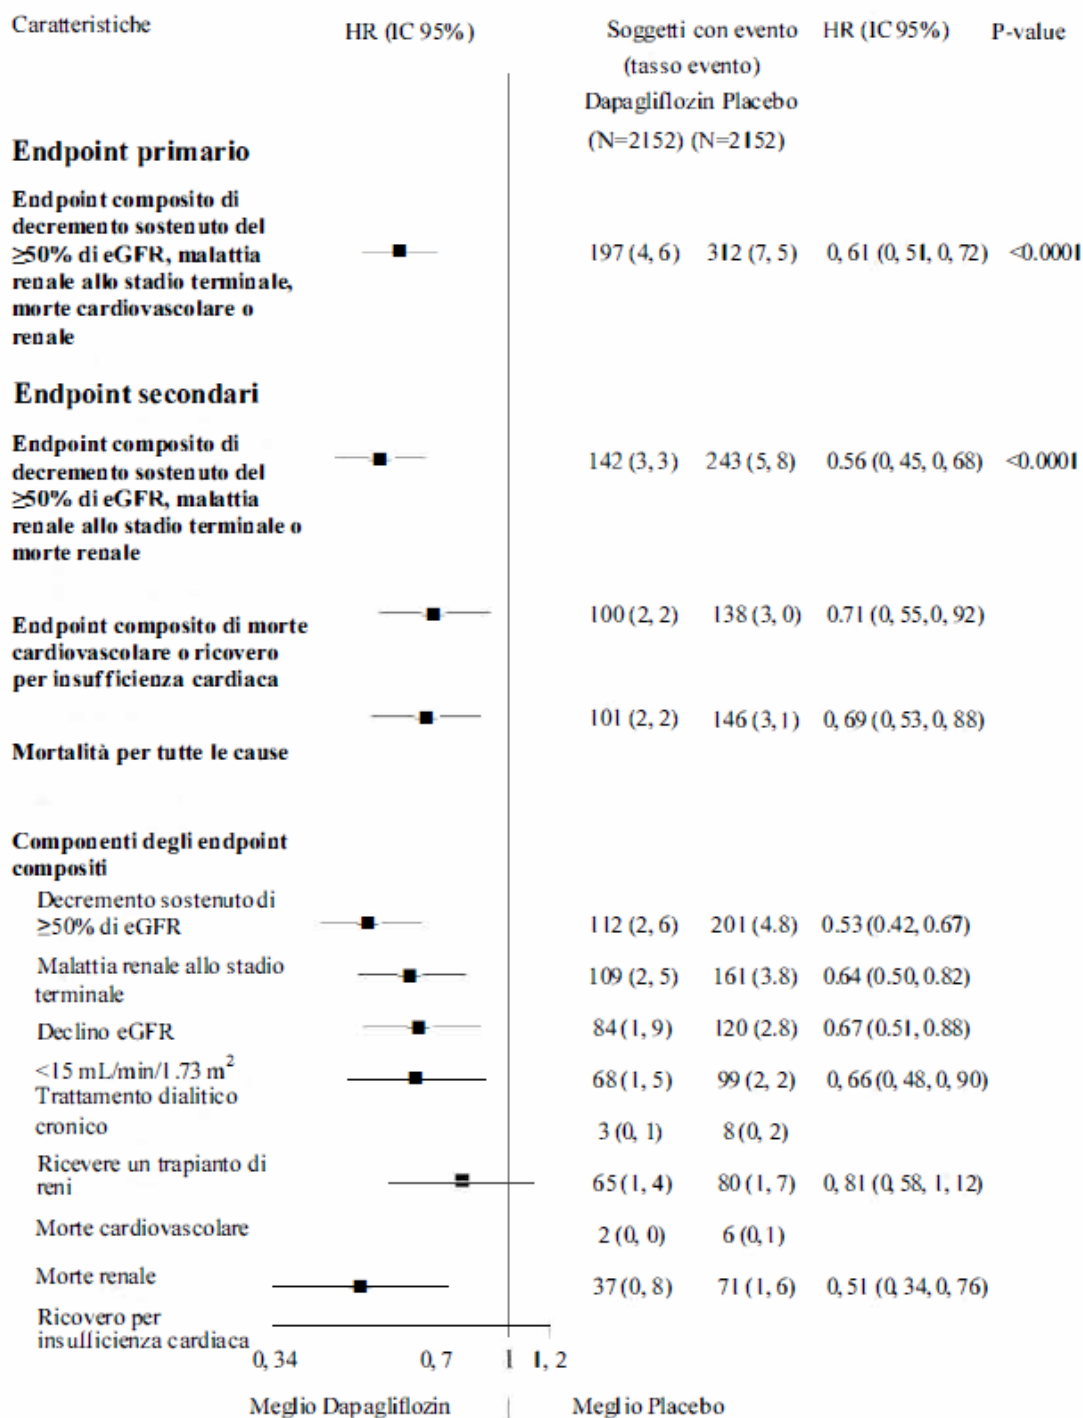 Caratteristiche HR (IC 95%) Soggetti con evento HR (IC 95%) P-value
(tasso evento)
Dapagliflozin Placebo
(N=2152) (N=2152)
Endpoint primario
Endpoint composito di
decremento sostenuto del
≥50% di eGFR, malattia 197 (4, 6) 312 (7, 5) 0, 61 (0, 51, 0, 72) <0.0001
renale allo stadio terminale,
morte cardiovascolare o
renale
Endpoint secondari
Endpoint composito di
decremento sostenuto del 142 (3, 3) 243 (5, 8) 0.56 (0, 45, 0, 68) <0.0001
≥50% di eGFR, malattia
renale allo stadio terminale o
morte renale
100 (2, 2) 138 (3, 0) 0.71 (0, 55, 0, 92)
Endpoint composito di morte
cardiovascolare o ricovero
per insufficienza cardiaca
101 (2, 2) 146 (3, 1) 0, 69 (0, 53, 0, 88)
Mortalità per tutte le cause
Componenti degli endpoint
compositi
Decremento sostenuto di
≥50% di eGFR 112 (2, 6) 201 (4.8) 0.53 (0.42, 0.67)
Malattia renale allo stadio 109 (2, 5) 161 (3.8) 0.64 (0.50, 0.82)
terminale
Declino eGFR 84 (1, 9) 120 (2.8) 0.67 (0.51, 0.88)
<15 mL/min/1.73 m² 68 (1, 5) 99 (2, 2) 0, 66 (0, 48, 0, 90)
Trattamento dialitico
cronico 3 (0, 1) 8 (0, 2)
Ricevere un trapianto di
reni 65 (1, 4) 80 (1, 7) 0, 81 (0, 58, 1, 12)
Morte cardiovascolare 2 (0, 0) 6 (0, 1)
Morte renale 37 (0, 8) 71 (1, 6) 0, 51 (0, 34, 0, 76)
Ricovero per
insufficienza cardiaca
0, 34 0, 7 1 1, 2
Meglio Dapagliflozin Meglio Placebo